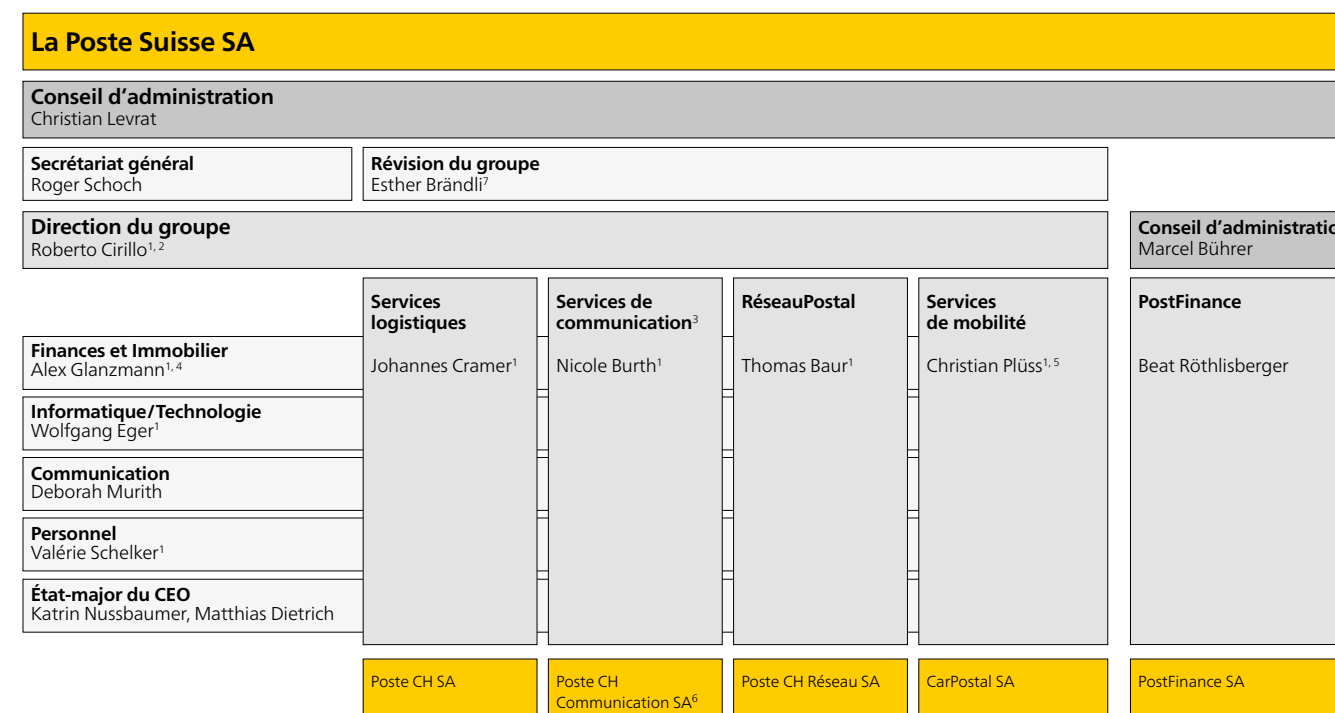 La Poste Suisse SA
Conseil d'administration
Christian Levrat
Secrétariat général
Roger Schoch
Révision du groupe
Esther Brändli⁷
Direction du groupe
Roberto Cirillo¹˒ ²
Conseil d'administratio
Marcel Bührer
Services
logistiques
Johannes Cramer¹
Services de
communication³
Nicole Burth¹
RéseauPostal
Thomas Baur¹
Services
de mobilité
Christian Plüss¹˒ ⁵
PostFinance
Beat Röthlisberger
Finances et Immobilier
Alex Glanzmann¹˒ ⁴
Informatique/Technologie
Wolfgang Eger¹
Communication
Deborah Murith
Personnel
Valérie Schelker¹
État-major du CEO
Katrin Nussbaumer, Matthias Dietrich
Poste CH SA
Poste CH
Communication SA⁶
Poste CH Réseau SA
CarPostal SA
PostFinance SA